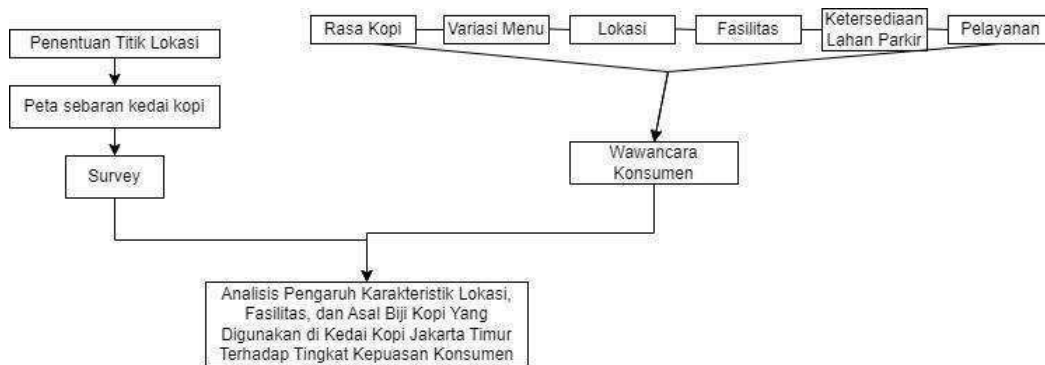 Penentuan Titik Lokasi
Peta sebaran kedai kopi
Survey
Rasa Kopi
Variasi Menu
Lokasi
Fasilitas
Ketersediaan
Lahan Parkir
Pelayanan
Wawancara
Konsumen
Analisis Pengaruh Karakteristik Lokasi,
Fasilitas, dan Asal Biji Kopi Yang
Digunakan di Kedai Kopi Jakarta Timur
Terhadap Tingkat Kepuasan Konsumen